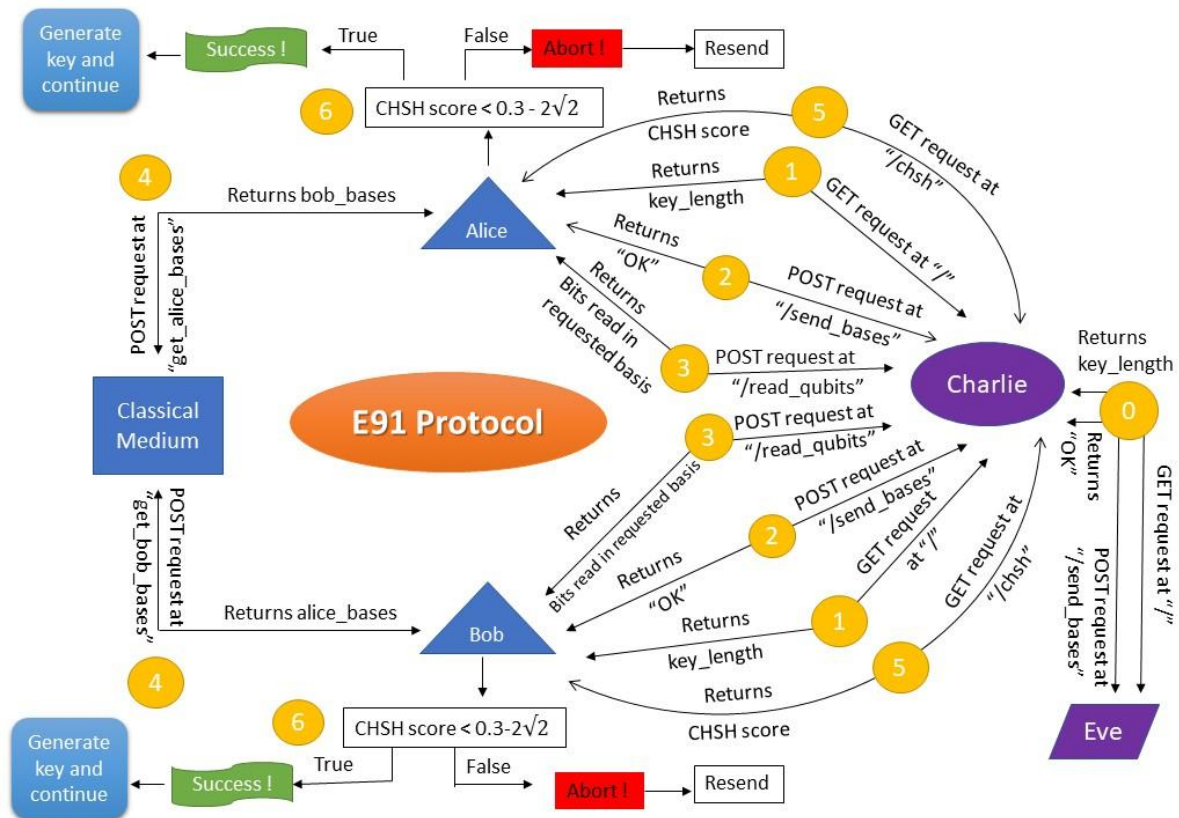 Generate
key and
continue
Success !
True
False
Abort !
Resend
6
CHSH score < 0.3 - 2√2
4
Returns bob_bases
POST request at
"get_alice_bases"
Alice
Returns
CHSH score
5
GET request at
"/chsh"
Returns
key_length
1
GET request at "/"
Returns
"OK"
2
POST request at
"/send_bases"
Returns
Bits read in
requested basis
3
POST request at
"/read_qubits"
Charlie
Returns
key_length
0
"OK"
Returns
GET request at "/"
POST request at
"/send_bases"
Eve
Classical
Medium
E91 Protocol
3
POST request at
"/read_qubits"
Returns
Bits read in requested basis
2
POST request at
"/send_bases"
Returns
"OK"
GET request
at "/"
1
Returns
key_length
GET request at
"/chsh"
5
Returns
CHSH score
POST request at
"get_bob_bases"
Returns alice_bases
Bob
4
6
CHSH score < 0.3-2√2
True
False
Generate
key and
continue
Success !
Abort !
Resend